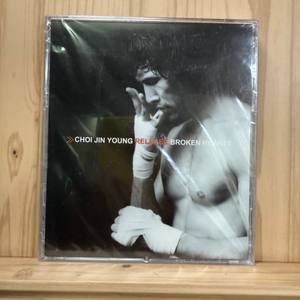 CHOI JIN YOUNG RELEASE BROKEN